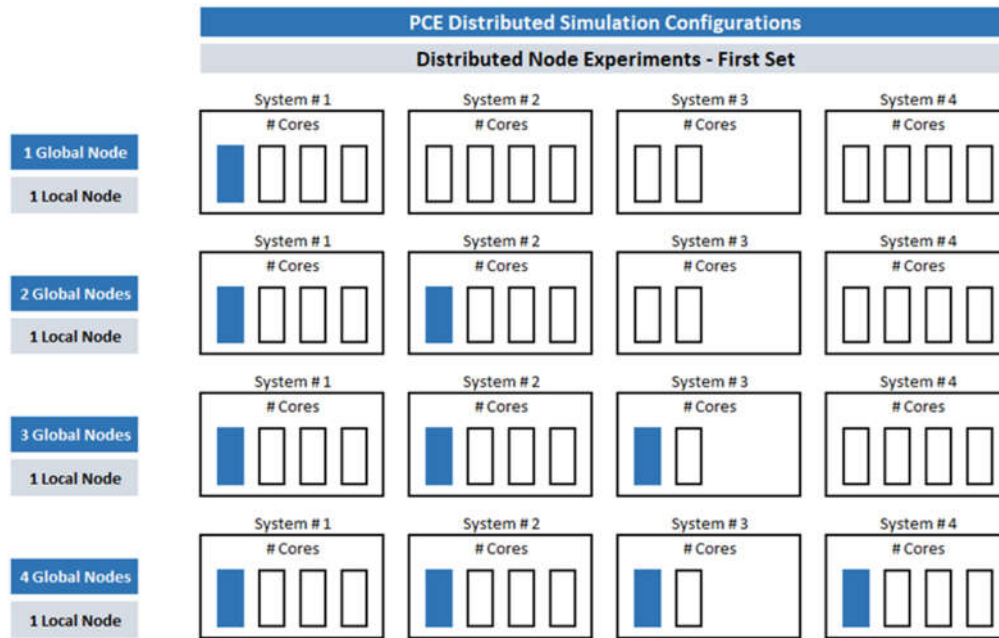 PCE Distributed Simulation Configurations
Distributed Node Experiments - First Set
System # 1 System # 2 System # 3 System # 4
# Cores # Cores # Cores # Cores
1 Global Node
1 Local Node
System # 1 System # 2 System # 3 System # 4
# Cores # Cores # Cores # Cores
2 Global Nodes
1 Local Node
System # 1 System # 2 System # 3 System # 4
# Cores # Cores # Cores # Cores
3 Global Nodes
1 Local Node
System # 1 System # 2 System # 3 System # 4
# Cores # Cores # Cores # Cores
4 Global Nodes
1 Local Node